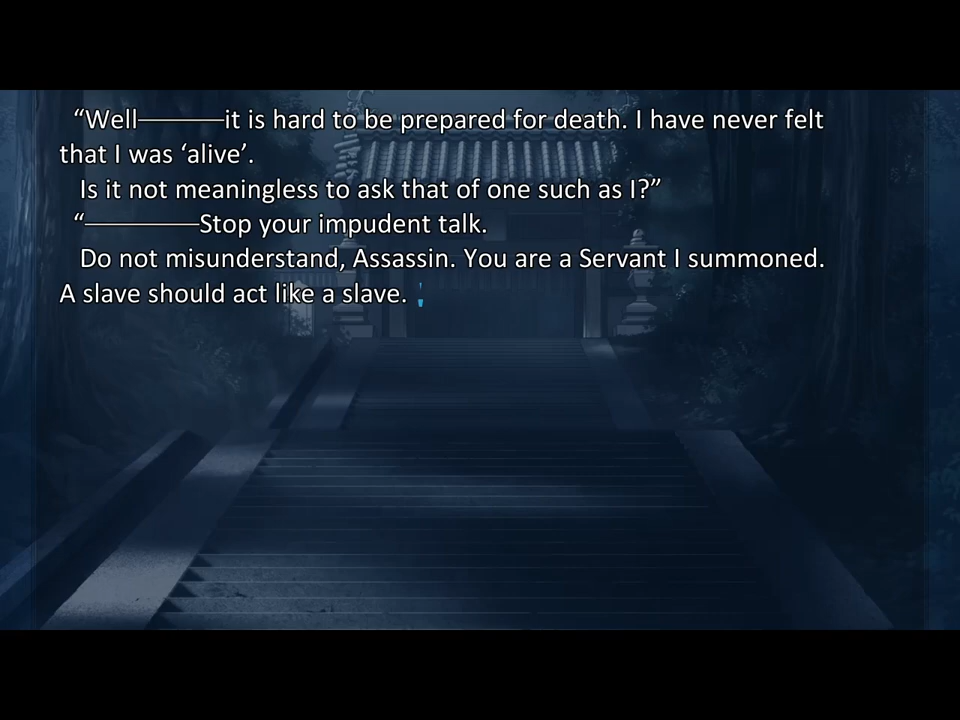 “Well———it is hard to be prepared for death. I have never felt
that I was ‘alive’.
Is it not meaningless to ask that of one such as I?”
“————Stop your impudent talk.
Do not misunderstand, Assassin. You are a Servant I summoned.
A slave should act like a slave.